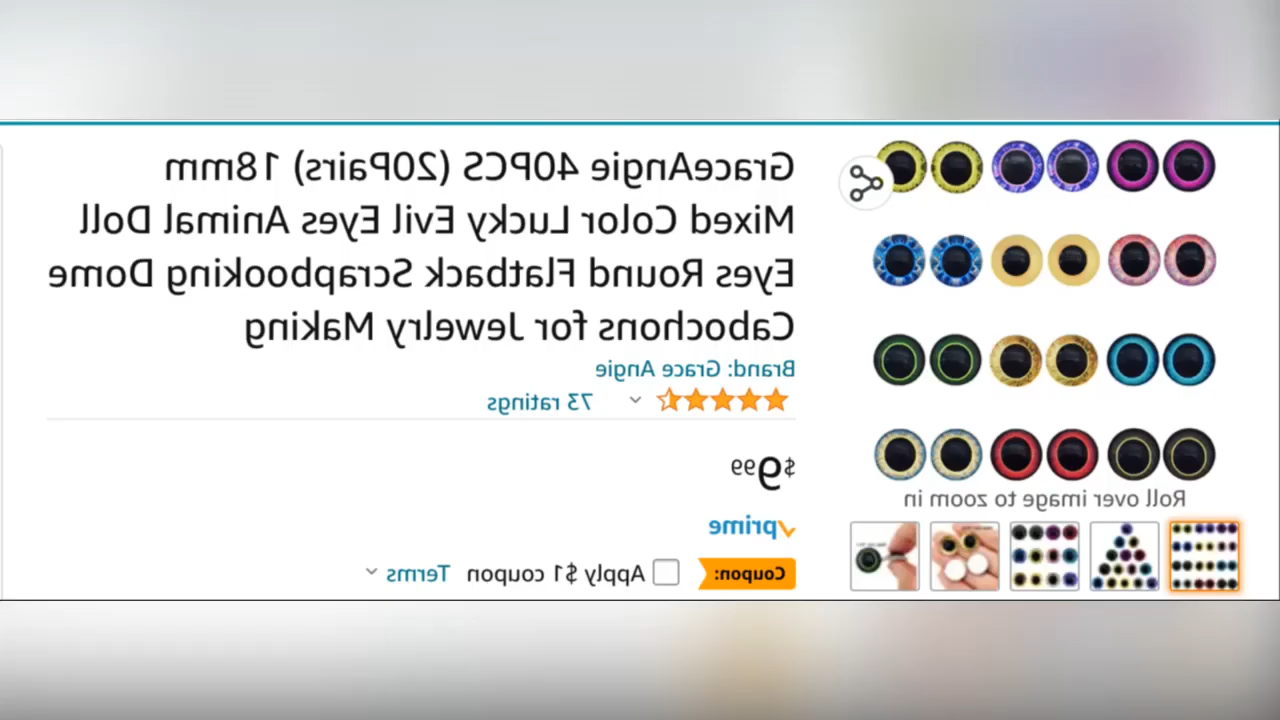 GraceAngie 40PCS (20Pairs) 18mm
Mixed Color Lucky Evil Eyes Animal Doll
Eyes Round Flatback Scrapbooking Dome
Cabochons for Jewelry Making
Brand: Grace Angie
73 ratings
$9.99
prime
Coupon: Apply $1 coupon Terms
Roll over image to zoom in